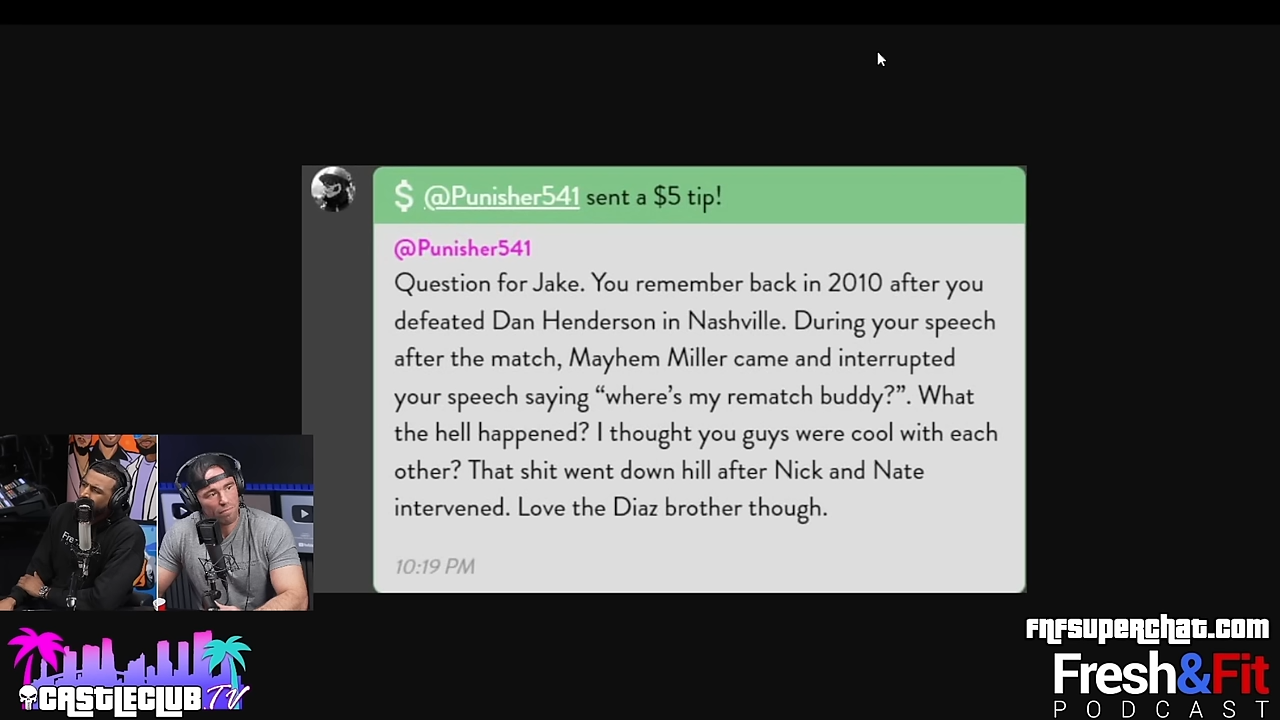 $ @Punisher541 sent a $5 tip!
@Punisher541
Question for Jake. You remember back in 2010 after you
defeated Dan Henderson in Nashville. During your speech
after the match, Mayhem Miller came and interrupted
your speech saying “where’s my rematch buddy?”. What
the hell happened? I thought you guys were cool with each
other? That shit went down hill after Nick and Nate
intervened. Love the Diaz brother though.
10:19 PM
CASTLECLUB.TV
fnfsuperchat.com
Fresh&Fit
PODCAST